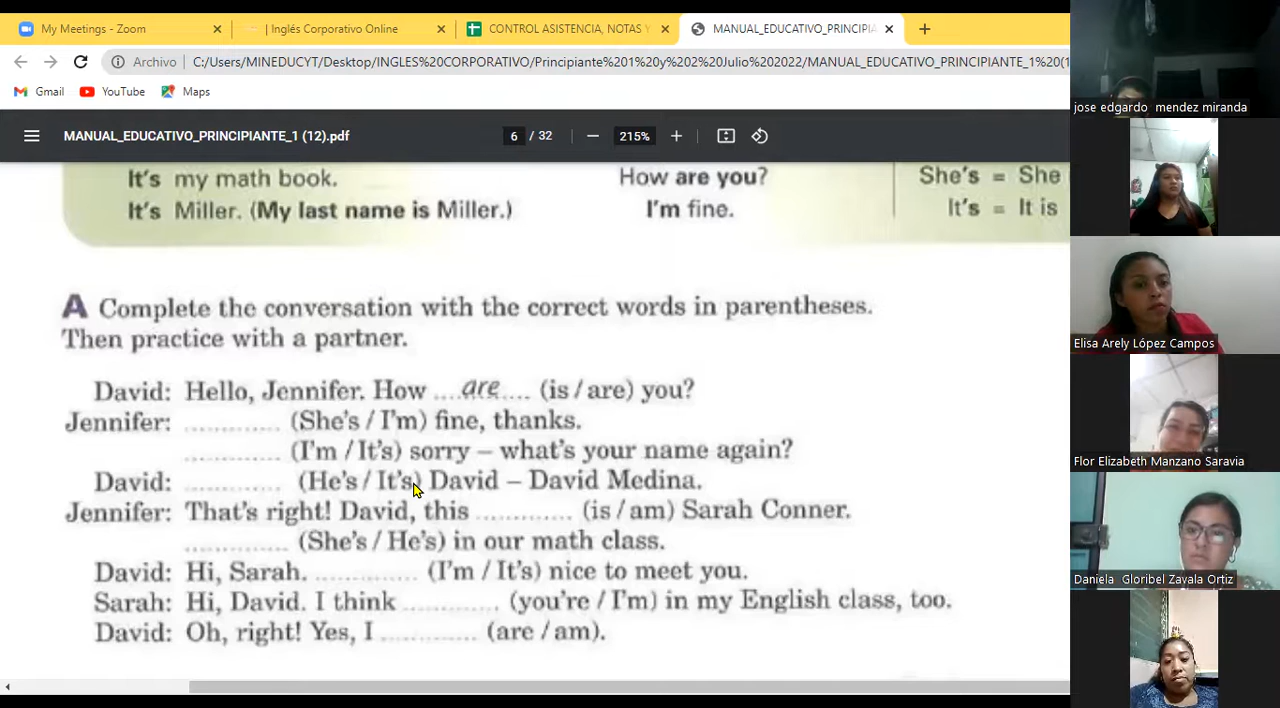 My Meetings - Zoom
| Inglés Corporativo Online
CONTROL ASISTENCIA, NOTAS Y
MANUAL_EDUCATIVO_PRINCIPIA
Archivo
C:/Users/MINEDUCYT/Desktop/INGLES%20CORPORATIVO/Principiante%201%20y%202%20Julio%202022/MANUAL_EDUCATIVO_PRINCIPIANTE_1%20(1
Gmail
YouTube
Maps
MANUAL_EDUCATIVO_PRINCIPIANTE_1 (12).pdf
6 / 32
215%
It's my math book.
It's Miller. (My last name is Miller.)
How are you?
I'm fine.
She's = She
It's = It is
A Complete the conversation with the correct words in parentheses.
Then practice with a partner.
David: Hello, Jennifer. How ....are.... (is / are) you?
Jennifer: ............. (She's / I'm) fine, thanks.
............. (I'm / It's) sorry – what's your name again?
David: ............. (He's / It's) David – David Medina.
Jennifer: That's right! David, this ............. (is / am) Sarah Conner.
............. (She's / He's) in our math class.
David: Hi, Sarah. ............. (I'm / It's) nice to meet you.
Sarah: Hi, David. I think ............. (you're / I'm) in my English class, too.
David: Oh, right! Yes, I ............. (are / am).
jose edgardo mendez miranda
Elisa Arely López Campos
Flor Elizabeth Manzano Saravia
Daniela Gloribel Zavala Ortiz